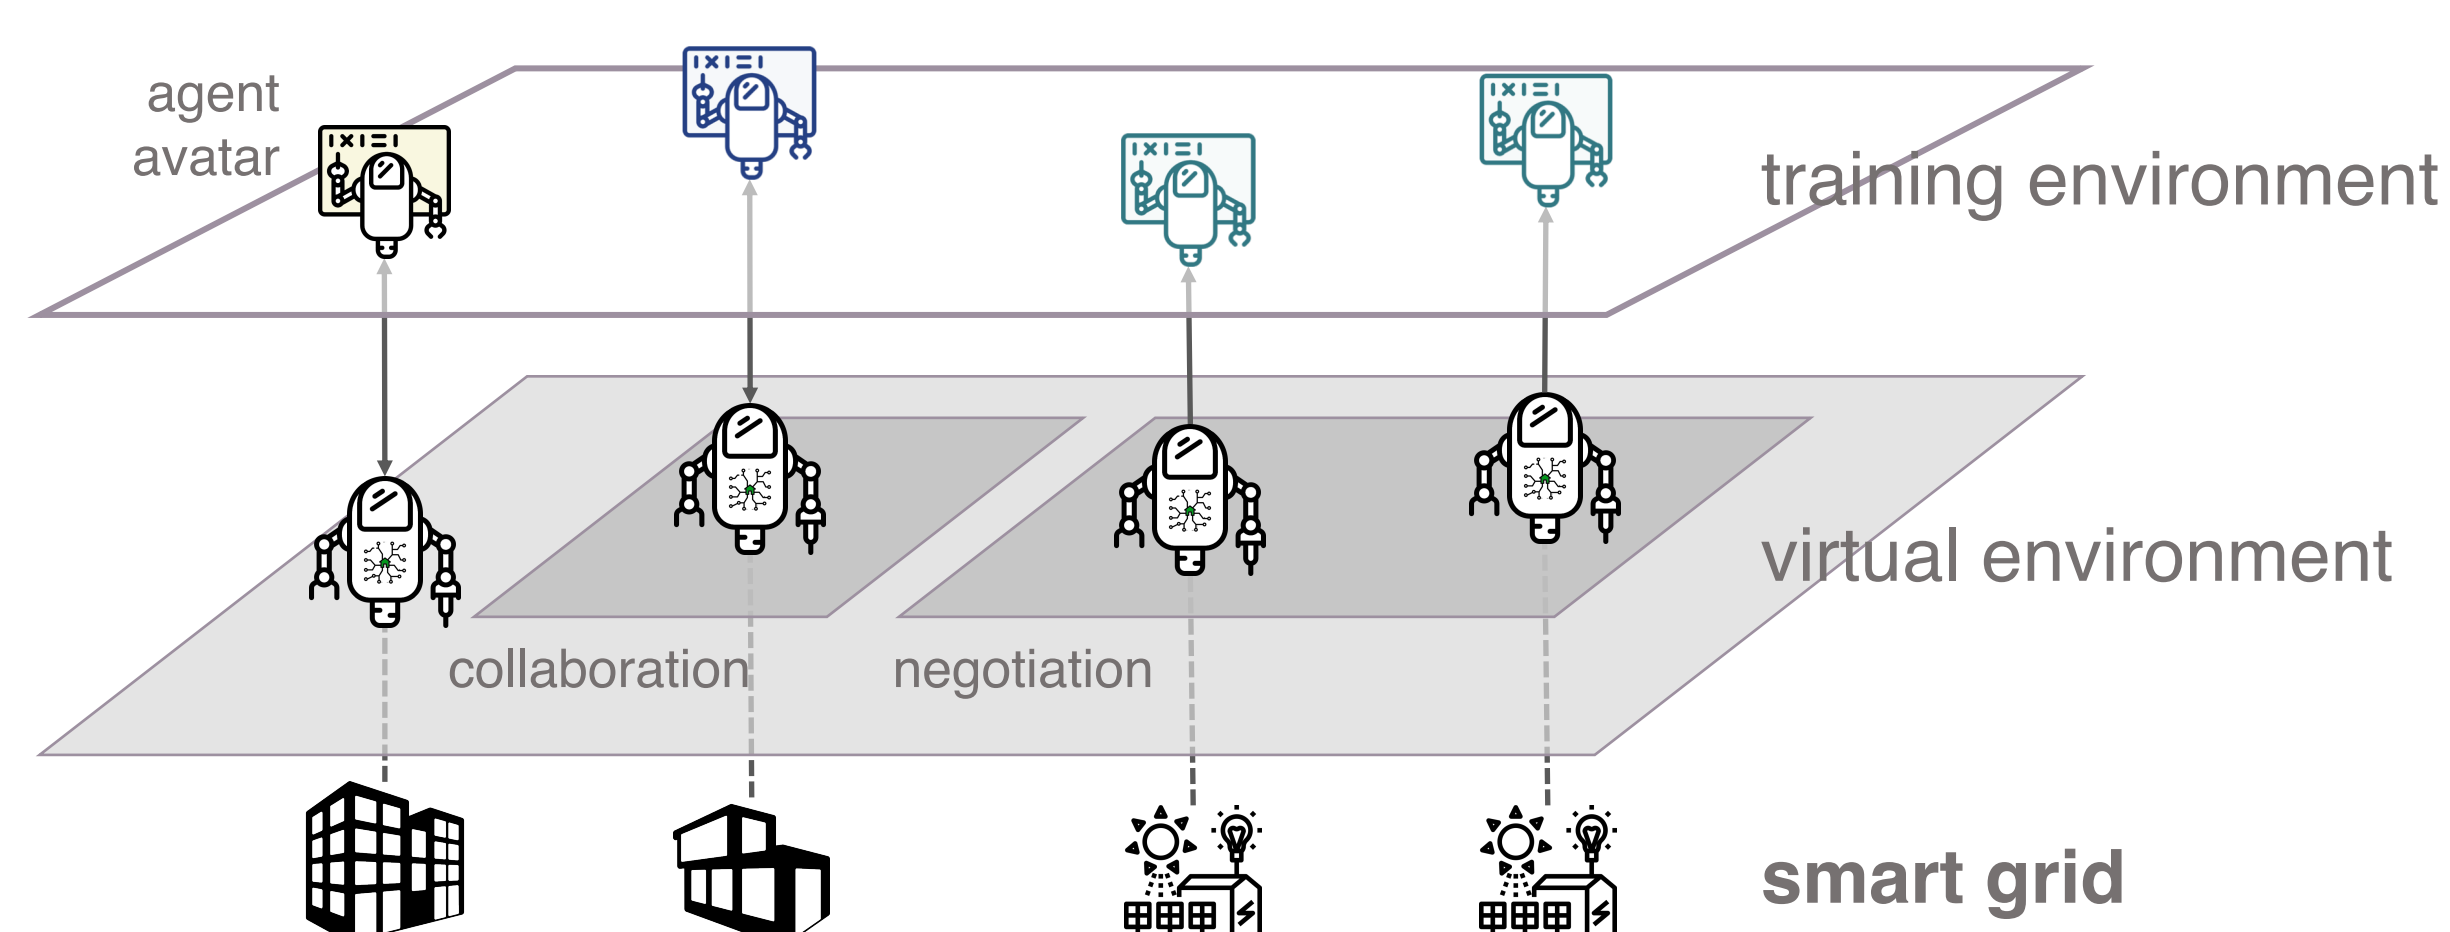 agent
avatar
training environment
virtual environment
collaboration
negotiation
smart grid